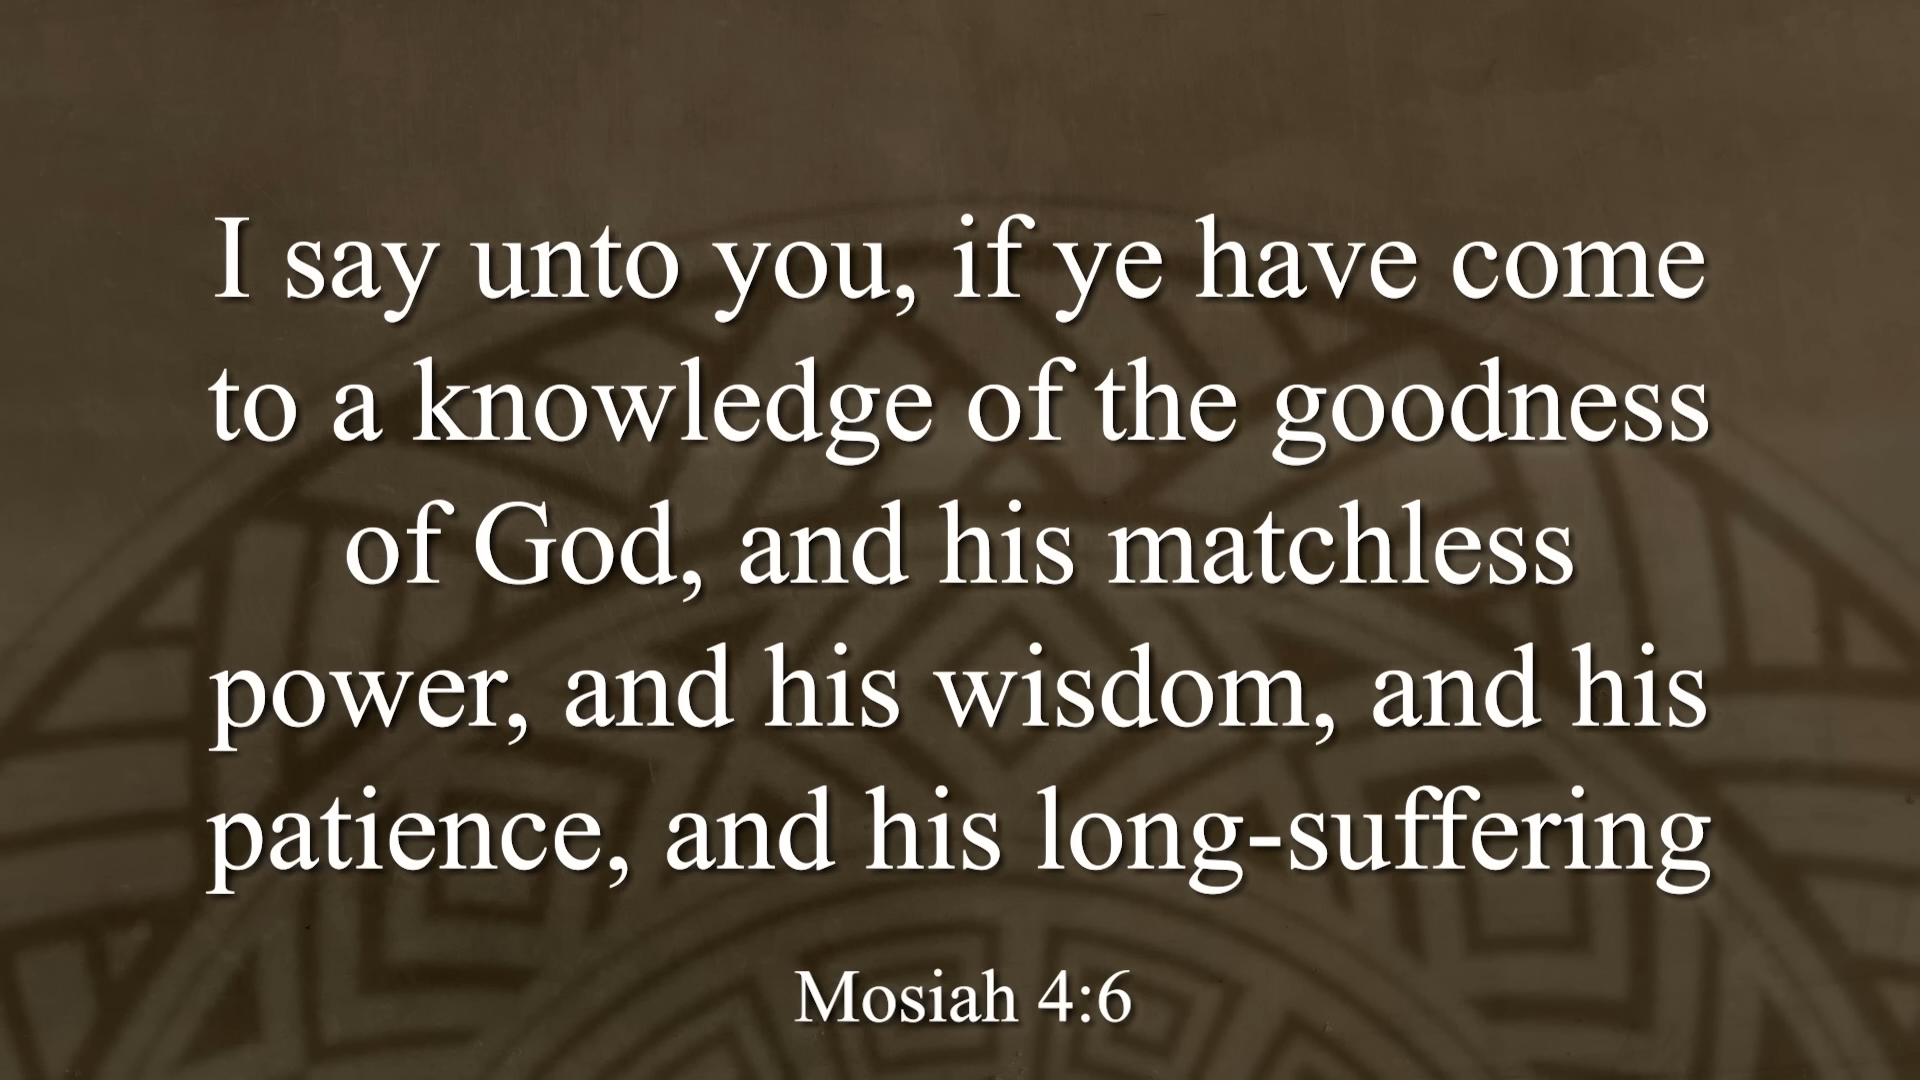 I say unto you, if ye have come
to a knowledge of the goodness
of God, and his matchless
power, and his wisdom, and his
patience, and his long-suffering
Mosiah 4:6